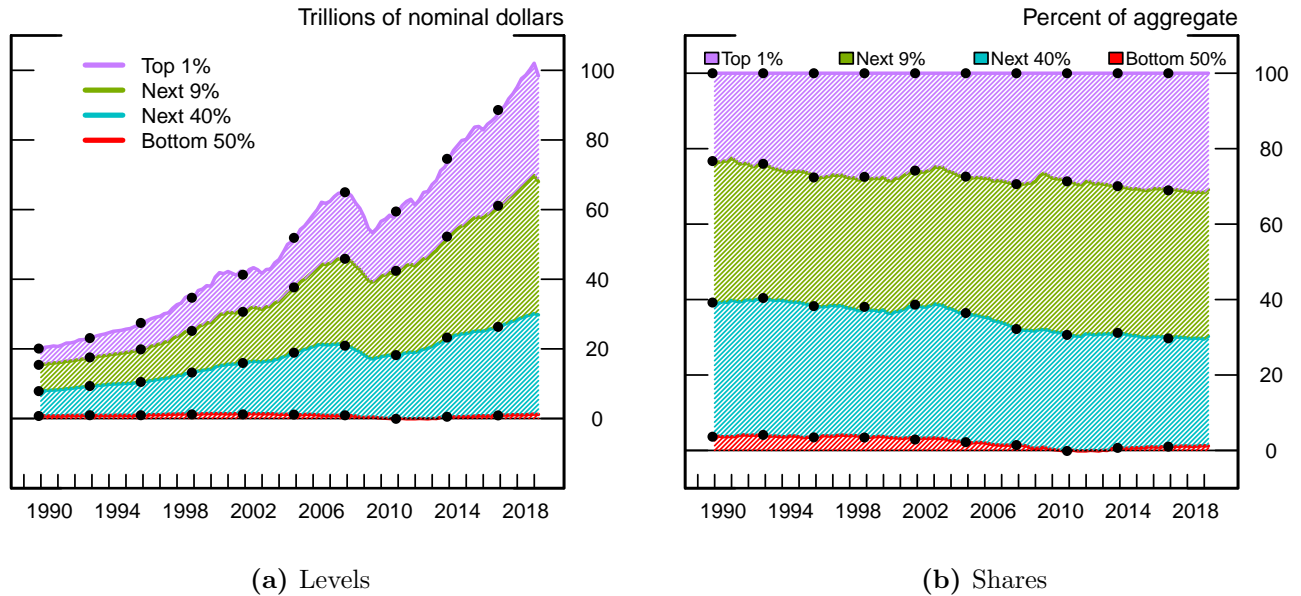 Trillions of nominal dollars
Top 1%
Next 9%
Next 40%
Bottom 50%
100
80
60
40
20
0
1990 1994 1998 2002 2006 2010 2014 2018
(a) Levels
Percent of aggregate
Top 1% Next 9% Next 40% Bottom 50%
100
80
60
40
20
0
1990 1994 1998 2002 2006 2010 2014 2018
(b) Shares